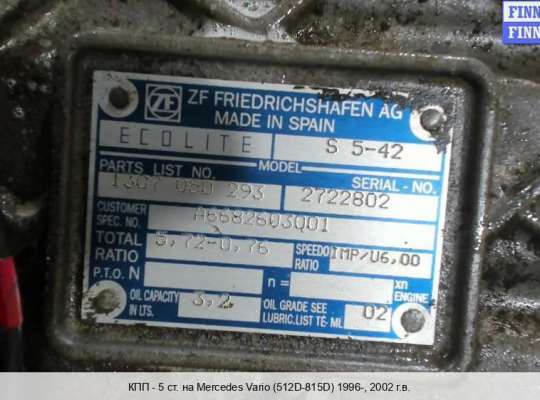 FINN
FINN
ZF FRIEDRICHSHAFEN AG
MADE IN SPAIN
ECOLITE S 5-42
MODEL
PARTS LIST NO. SERIAL - NO.
1307 050 293 2722802
CUSTOMER SPEC. NO. A6682603001
TOTAL RATIO 5,72-0,76 SPEEDO RATIO IMP/U6,00
P.T.O. N n = xn ENGINE
OIL CAPACITY IN LTS. 3,2 OIL GRADE SEE LUBRIC.LIST TE-ML 02
КПП - 5 ст. на Mercedes Vario (512D-815D) 1996-, 2002 г.в.